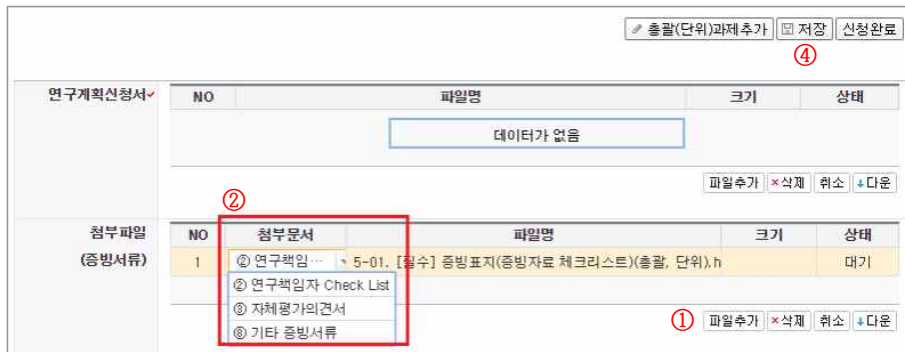 총괄(단위)과제추가 저장 신청완료
④
연구계획신청서 NO 파일명 크기 상태
데이터가 없음
파일추가 ×삭제 취소 ↓다운
②
첨부파일 NO 첨부문서 파일명 크기 상태
(증빙서류) 1 ② 연구책임… 5-01. [필수] 증빙표지(증빙자료 체크리스트)(총괄, 단위).h 대기
② 연구책임자 Check List
③ 자체평가의견서
① 파일추가 ×삭제 취소 ↓다운
⑧ 기타 증빙서류